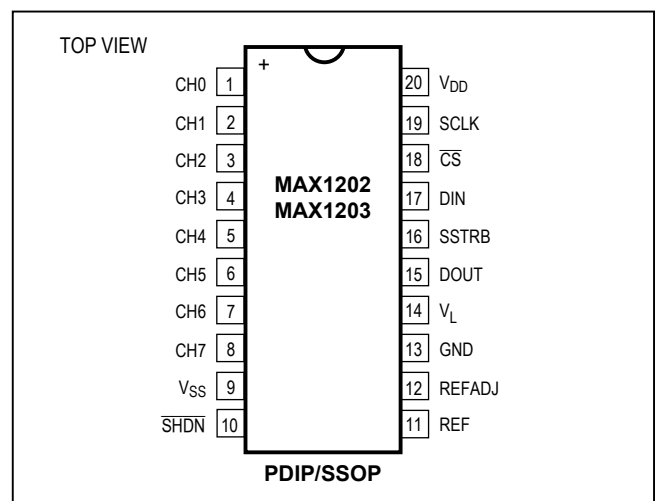 TOP VIEW
+
CH0 1 20 VDD
CH1 2 19 SCLK
CH2 3 18 C̅S̅
CH3 4 17 DIN
CH4 5 16 SSTRB
CH5 6 15 DOUT
CH6 7 14 VL
CH7 8 13 GND
VSS 9 12 REFADJ
S̅H̅D̅N̅ 10 11 REF
MAX1202
MAX1203
PDIP/SSOP